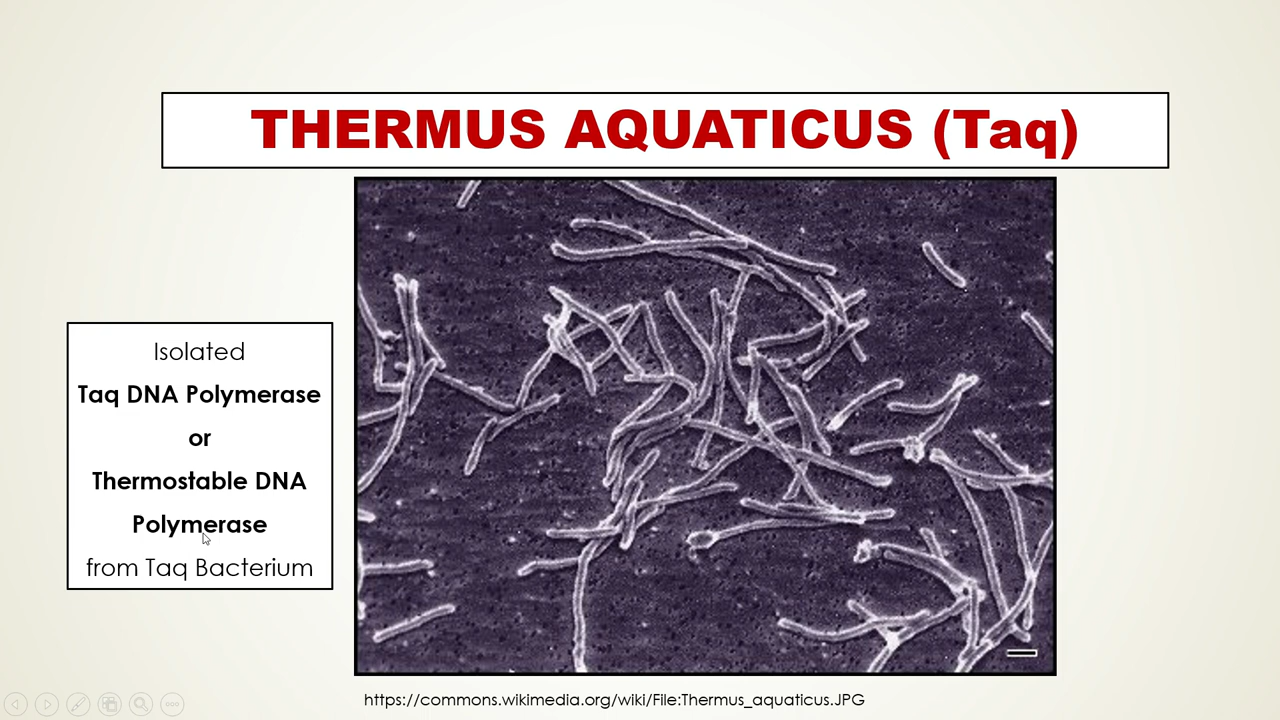 THERMUS AQUATICUS (Taq)
Isolated
Taq DNA Polymerase
or
Thermostable DNA
Polymerase
from Taq Bacterium
https://commons.wikimedia.org/wiki/File:Thermus_aquaticus.JPG